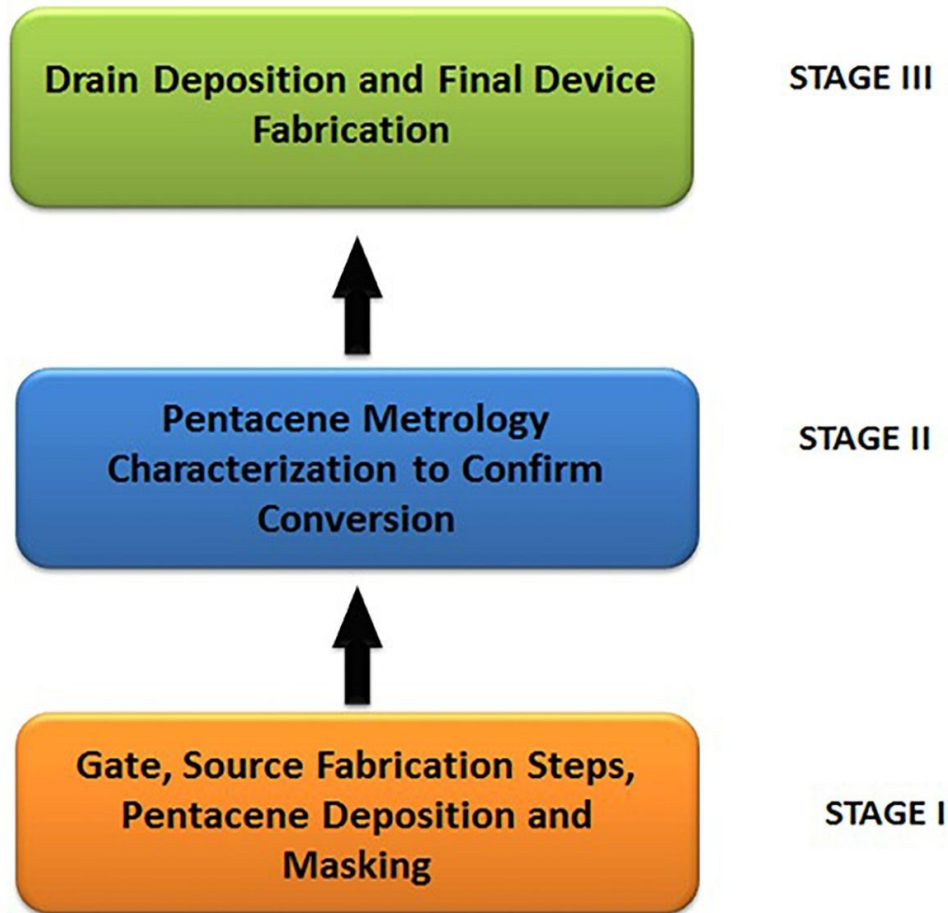 Drain Deposition and Final Device
Fabrication
STAGE III
Pentacene Metrology
Characterization to Confirm
Conversion
STAGE II
Gate, Source Fabrication Steps,
Pentacene Deposition and
Masking
STAGE I